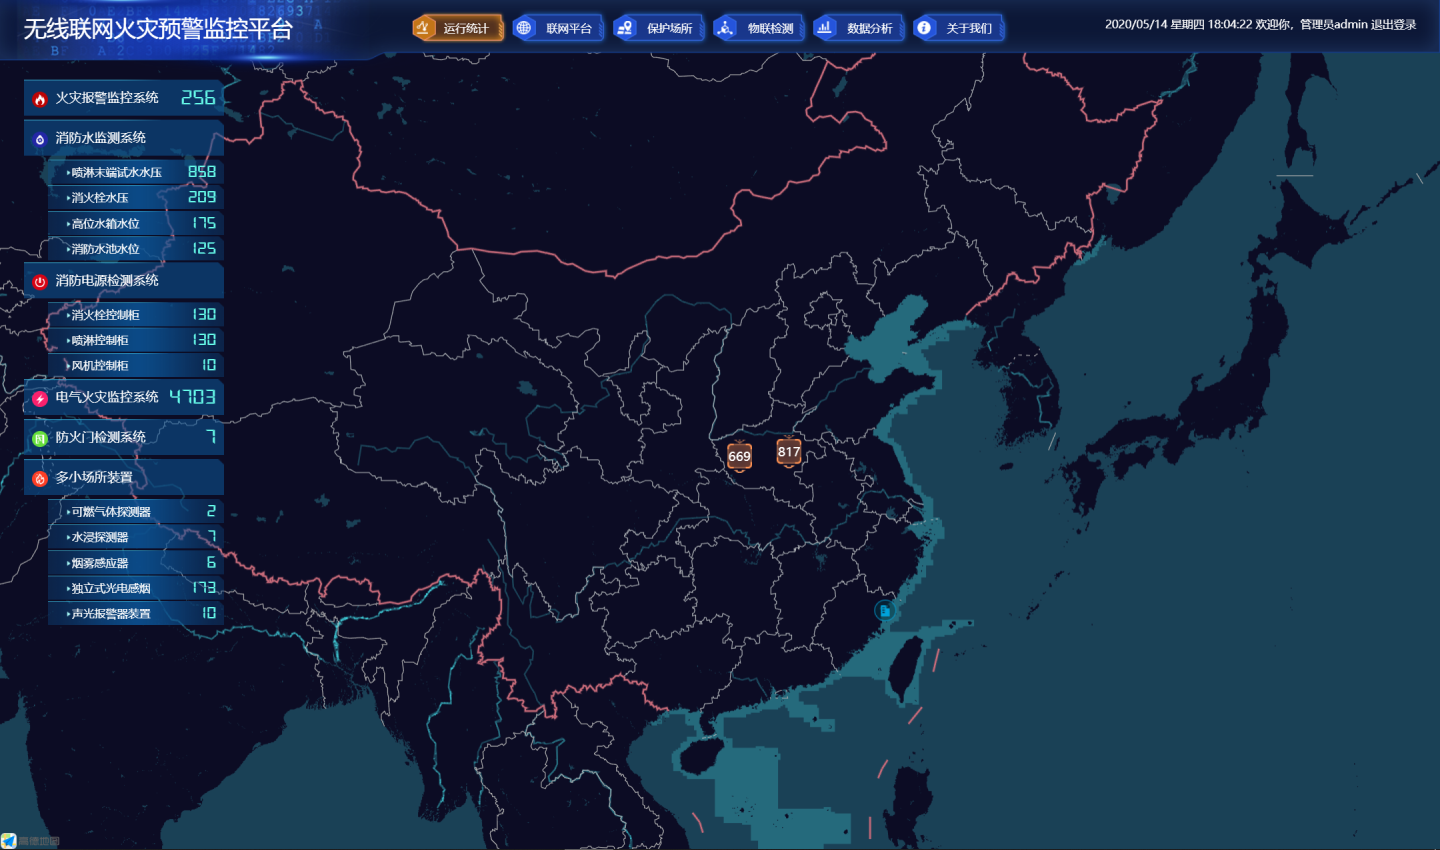 无线联网火灾预警监控平台
运行统计
联网平台
保护场所
物联检测
数据分析
关于我们
2020/05/14 星期四 18:04:22 欢迎你，管理员admin 退出登录
火灾报警监控系统 256
消防水监测系统
喷淋末端试水水压 858
消火栓水压 209
高位水箱水位 175
消防水池水位 125
消防电源检测系统
消火栓控制柜 130
喷淋控制柜 130
风机控制柜 10
电气火灾监控系统 4703
防火门检测系统 7
多小场所装置
可燃气体探测器 2
水浸探测器 7
烟雾感应器 6
独立式光电感烟 173
声光报警器装置 10
669
817
高德地图